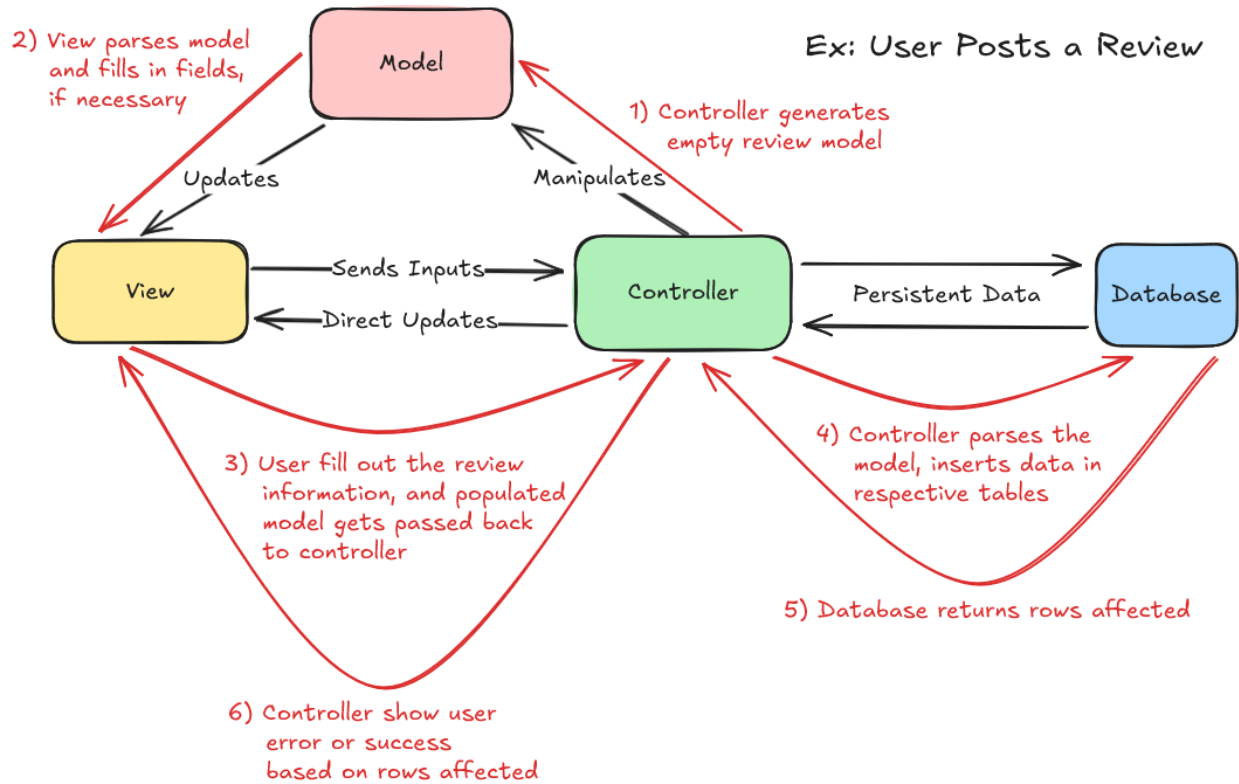 Ex: User Posts a Review
2) View parses model
and fills in fields,
if necessary
Model
1) Controller generates
empty review model
Updates
Manipulates
View
Sends Inputs
Direct Updates
Controller
Persistent Data
Database
3) User fill out the review
information, and populated
model gets passed back
to controller
4) Controller parses the
model, inserts data in
respective tables
5) Database returns rows affected
6) Controller show user
error or success
based on rows affected